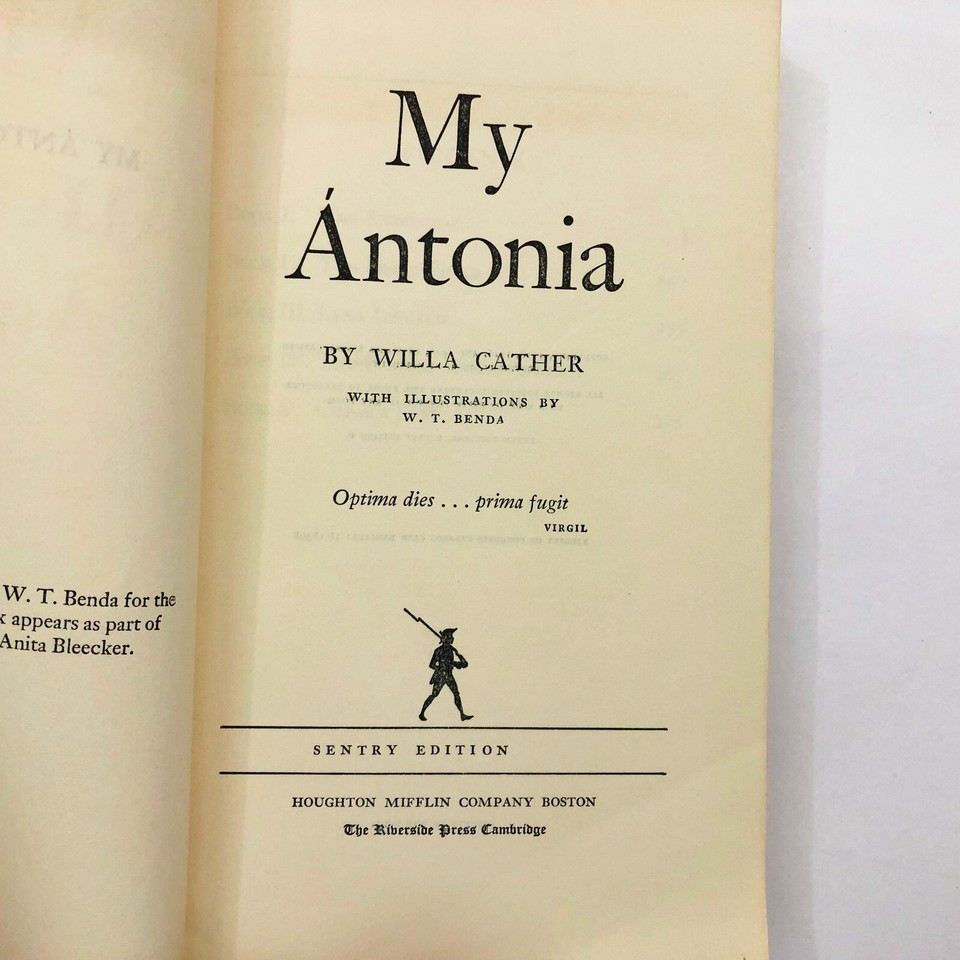 W. T. Benda for the
appears as part of
Anita Bleecker.
My
Ántonia
BY WILLA CATHER
WITH ILLUSTRATIONS BY
W. T. BENDA
Optima dies . . . prima fugit
VIRGIL
SENTRY EDITION
HOUGHTON MIFFLIN COMPANY BOSTON
The Riverside Press Cambridge